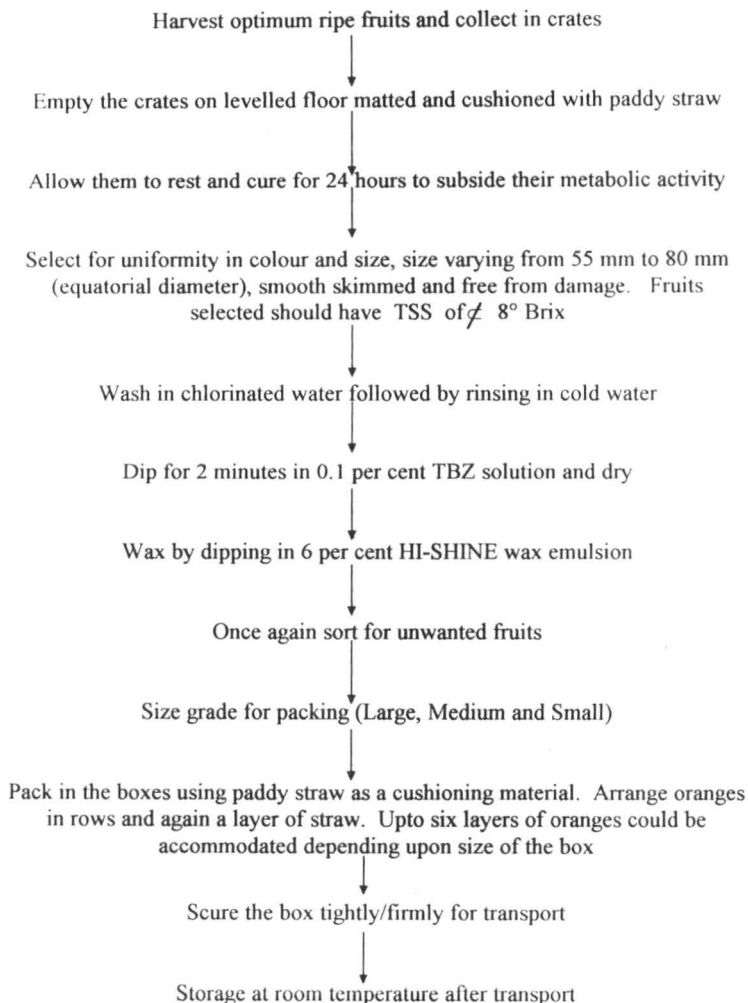 Harvest optimum ripe fruits and collect in crates
Empty the crates on levelled floor matted and cushioned with paddy straw
Allow them to rest and cure for 24 hours to subside their metabolic activity
Select for uniformity in colour and size, size varying from 55 mm to 80 mm
(equatorial diameter), smooth skimmed and free from damage. Fruits
selected should have TSS of ≮ 8° Brix
Wash in chlorinated water followed by rinsing in cold water
Dip for 2 minutes in 0.1 per cent TBZ solution and dry
Wax by dipping in 6 per cent HI-SHINE wax emulsion
Once again sort for unwanted fruits
Size grade for packing (Large, Medium and Small)
Pack in the boxes using paddy straw as a cushioning material. Arrange oranges
in rows and again a layer of straw. Upto six layers of oranges could be
accommodated depending upon size of the box
Scure the box tightly/firmly for transport
Storage at room temperature after transport